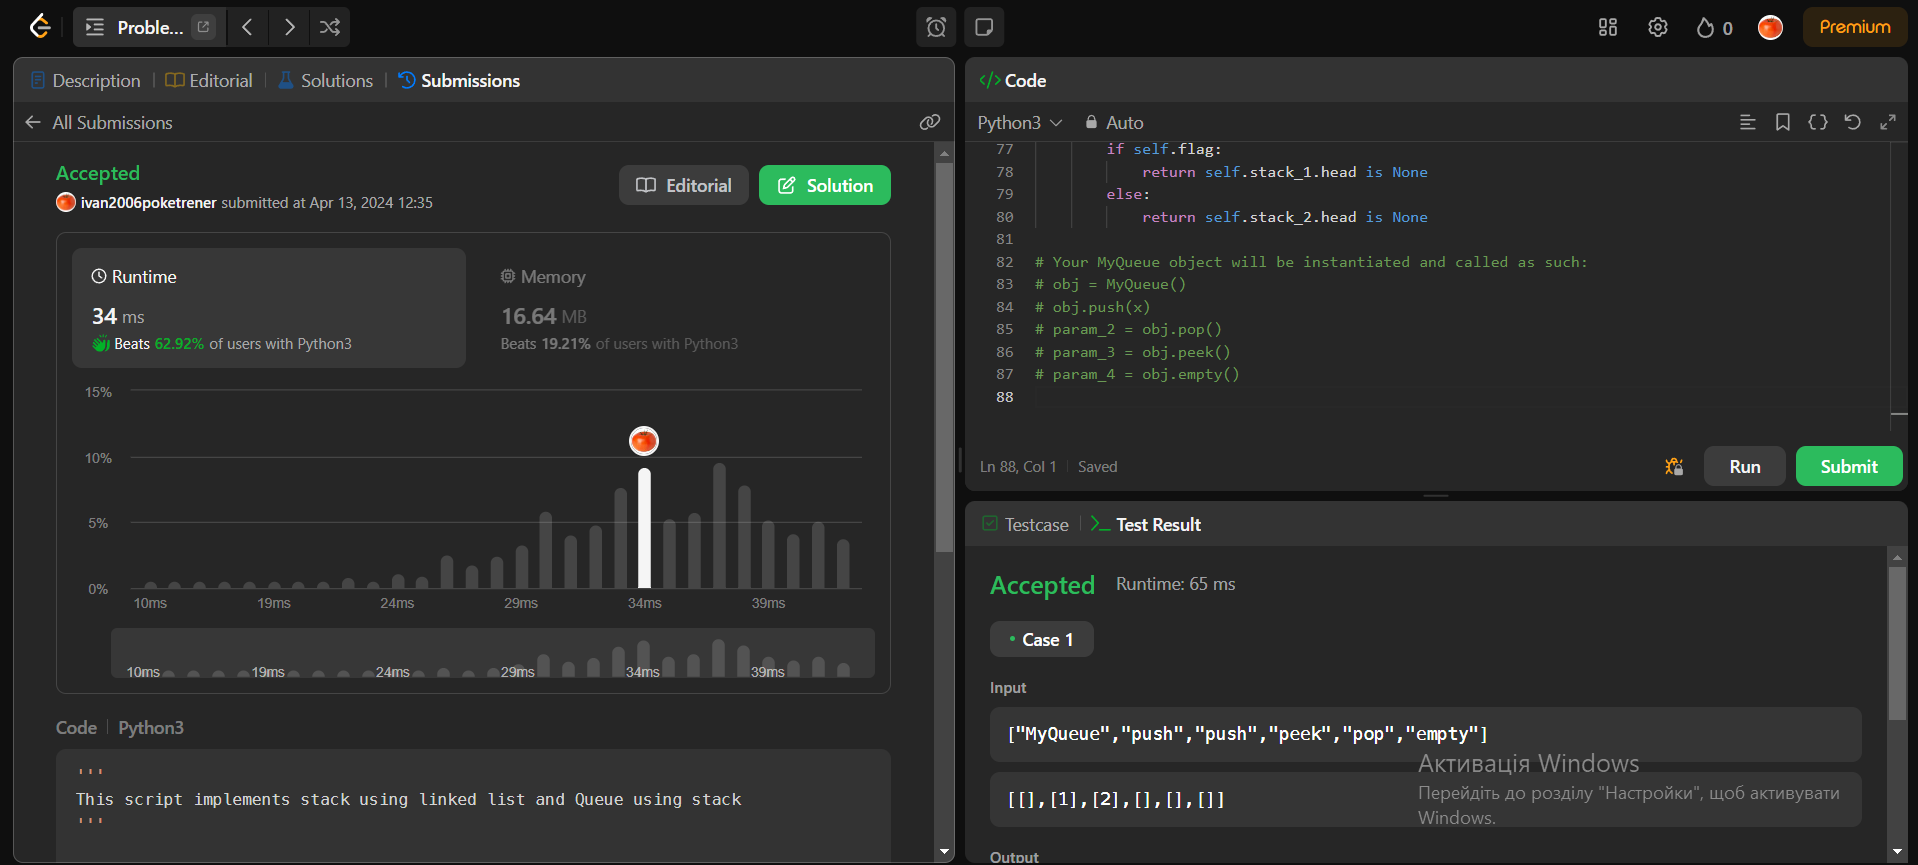 Proble...
0
Premium
Description
Editorial
Solutions
Submissions
All Submissions
Accepted
ivan2006poketrener submitted at Apr 13, 2024 12:35
Editorial
Solution
Runtime
34 ms
Beats 62.92% of users with Python3
Memory
16.64 MB
Beats 19.21% of users with Python3
15%
10%
5%
0%
10ms 19ms 24ms 29ms 34ms 39ms
10ms 19ms 24ms 29ms 34ms 39ms
Code Python3
'''
This script implements stack using linked list and Queue using stack
'''
</> Code
Python3 Auto
77 if self.flag:
78 return self.stack_1.head is None
79 else:
80 return self.stack_2.head is None
81
82 # Your MyQueue object will be instantiated and called as such:
83 # obj = MyQueue()
84 # obj.push(x)
85 # param_2 = obj.pop()
86 # param_3 = obj.peek()
87 # param_4 = obj.empty()
88
Ln 88, Col 1 Saved
Run
Submit
Testcase
Test Result
Accepted Runtime: 65 ms
• Case 1
Input
["MyQueue","push","push","peek","pop","empty"]
[[],[1],[2],[],[],[]]
Output
Активація Windows
Перейдіть до розділу "Настройки", щоб активувати
Windows.